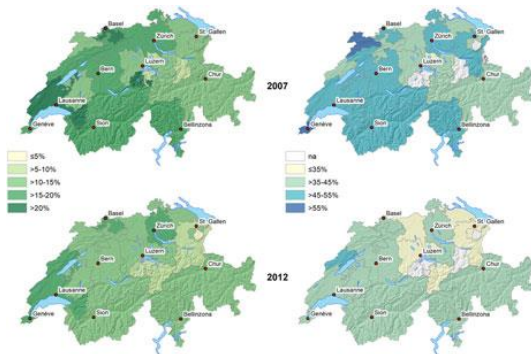 Basel
Zürich
St. Gallen
Bern
Luzern
Chur
Lausanne
Genève
Sion
Bellinzona
Basel
Zürich
St. Gallen
Bern
Luzern
Chur
Lausanne
Genève
Sion
Bellinzona
2007
≤5%
>5-10%
>10-15%
>15-20%
>20%
na
≤35%
>35-45%
>45-55%
>55%
2012
Basel
Zürich
St. Gallen
Bern
Luzern
Chur
Lausanne
Genève
Sion
Bellinzona
Basel
Zürich
St. Gallen
Bern
Luzern
Chur
Lausanne
Genève
Sion
Bellinzona